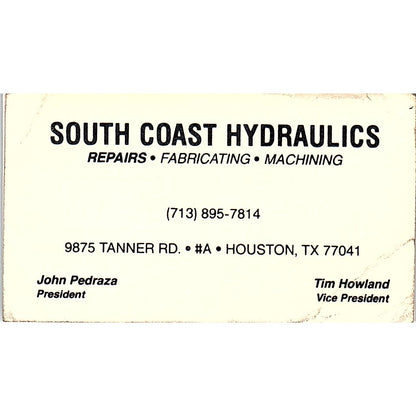 SOUTH COAST HYDRAULICS
REPAIRS • FABRICATING • MACHINING
(713) 895-7814
9875 TANNER RD. • #A • HOUSTON, TX 77041
John Pedraza
President
Tim Howland
Vice President